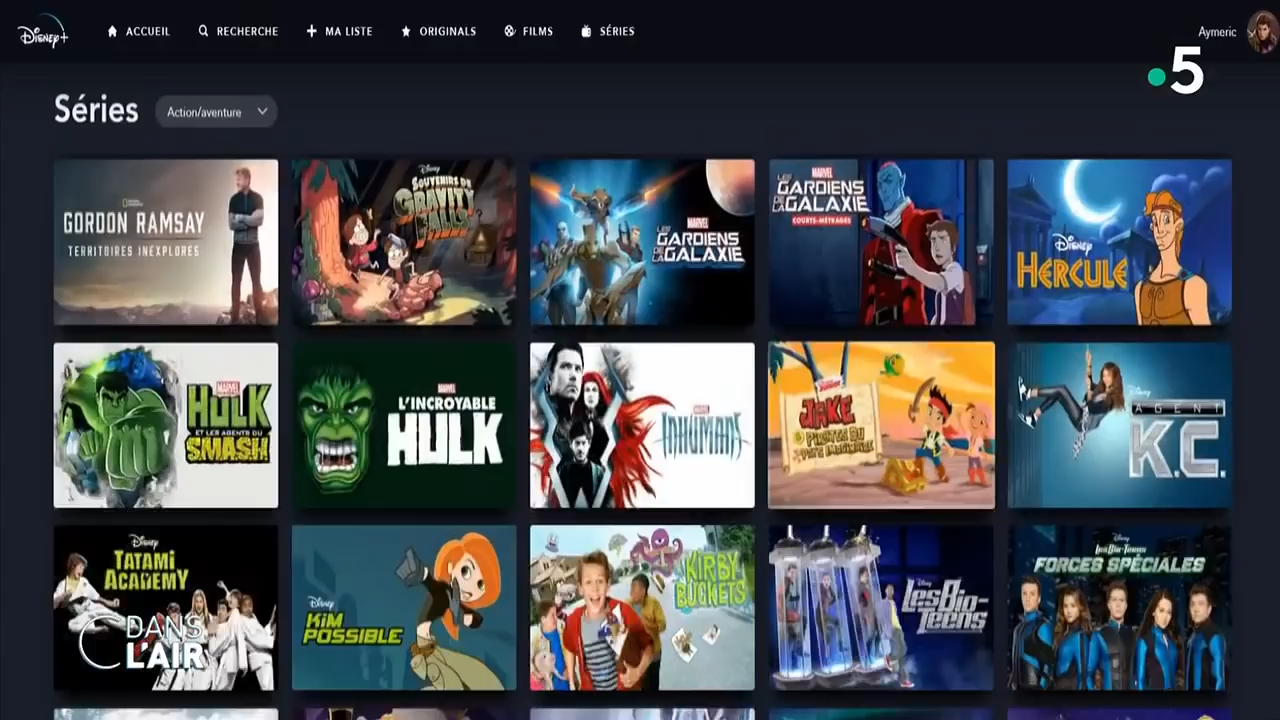 Disney+
ACCUEIL
RECHERCHE
MA LISTE
ORIGINALS
FILMS
SÉRIES
Aymeric
5
Séries
Action/aventure
NATIONAL GEOGRAPHIC
GORDON RAMSAY
TERRITOIRES INEXPLORÉS
Disney
SOUVENIRS DE
GRAVITY
FALLS
MARVEL
LES
GARDIENS
DE LA GALAXIE
MARVEL
LES
GARDIENS
DE LA GALAXIE
COURTS-MÉTRAGES
Disney
HERCULE
MARVEL
HULK
ET LES AGENTS DU
SMASH
MARVEL
L'INCROYABLE
HULK
MARVEL
INHUMANS
JAKE
PIRATES DU
PAYS IMAGINAIRE
Disney
AGENT
K.C.
Disney
TATAMI
ACADEMY
C DANS
L'AIR
Disney
KIM
POSSIBLE
KIRBY
BUCKETS
Disney
Les Bio-
Teens
Disney
Les Bio-Teens
FORCES SPÉCIALES